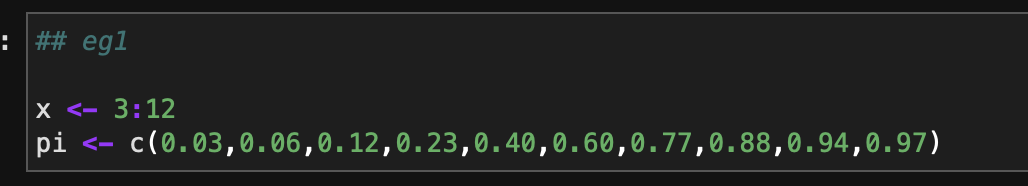 :
## eg1
x <- 3:12
pi <- c(0.03,0.06,0.12,0.23,0.40,0.60,0.77,0.88,0.94,0.97)